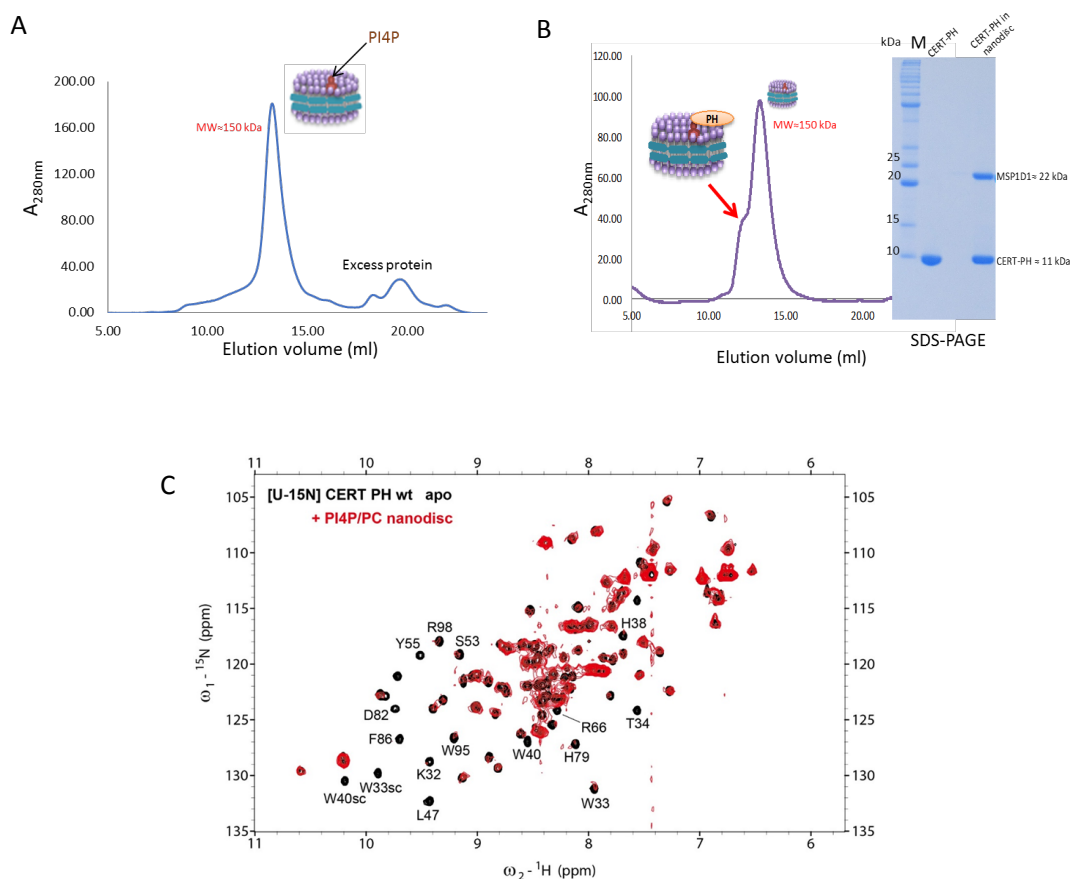 A
PI4P
200.00
160.00
120.00
80.00
40.00
0.00
A280nm
MW≈150 kDa
Excess protein
5.00 10.00 15.00 20.00
Elution volume (ml)
B
120.00
100.00
80.00
60.00
40.00
20.00
0.00
A280nm
PH
MW≈150 kDa
5.00 10.00 15.00 20.00
Elution volume (ml)
kDa M CERT-PH CERT-PH in nanodisc
25
20
15
10
MSP1D1≈ 22 kDa
CERT-PH ≈ 11 kDa
SDS-PAGE
C
11 10 9 8 7 6
[U-15N] CERT PH wt apo
+ PI4P/PC nanodisc
105 105
110 110
115 115
120 120
125 125
130 130
135 135
ω1 - 15N (ppm)
R98
Y55
S53
H38
D82
F86
W95
W40
R66
H79
T34
K32
W33sc
W40sc
L47
W33
11 10 9 8 7 6
ω2 - 1H (ppm)